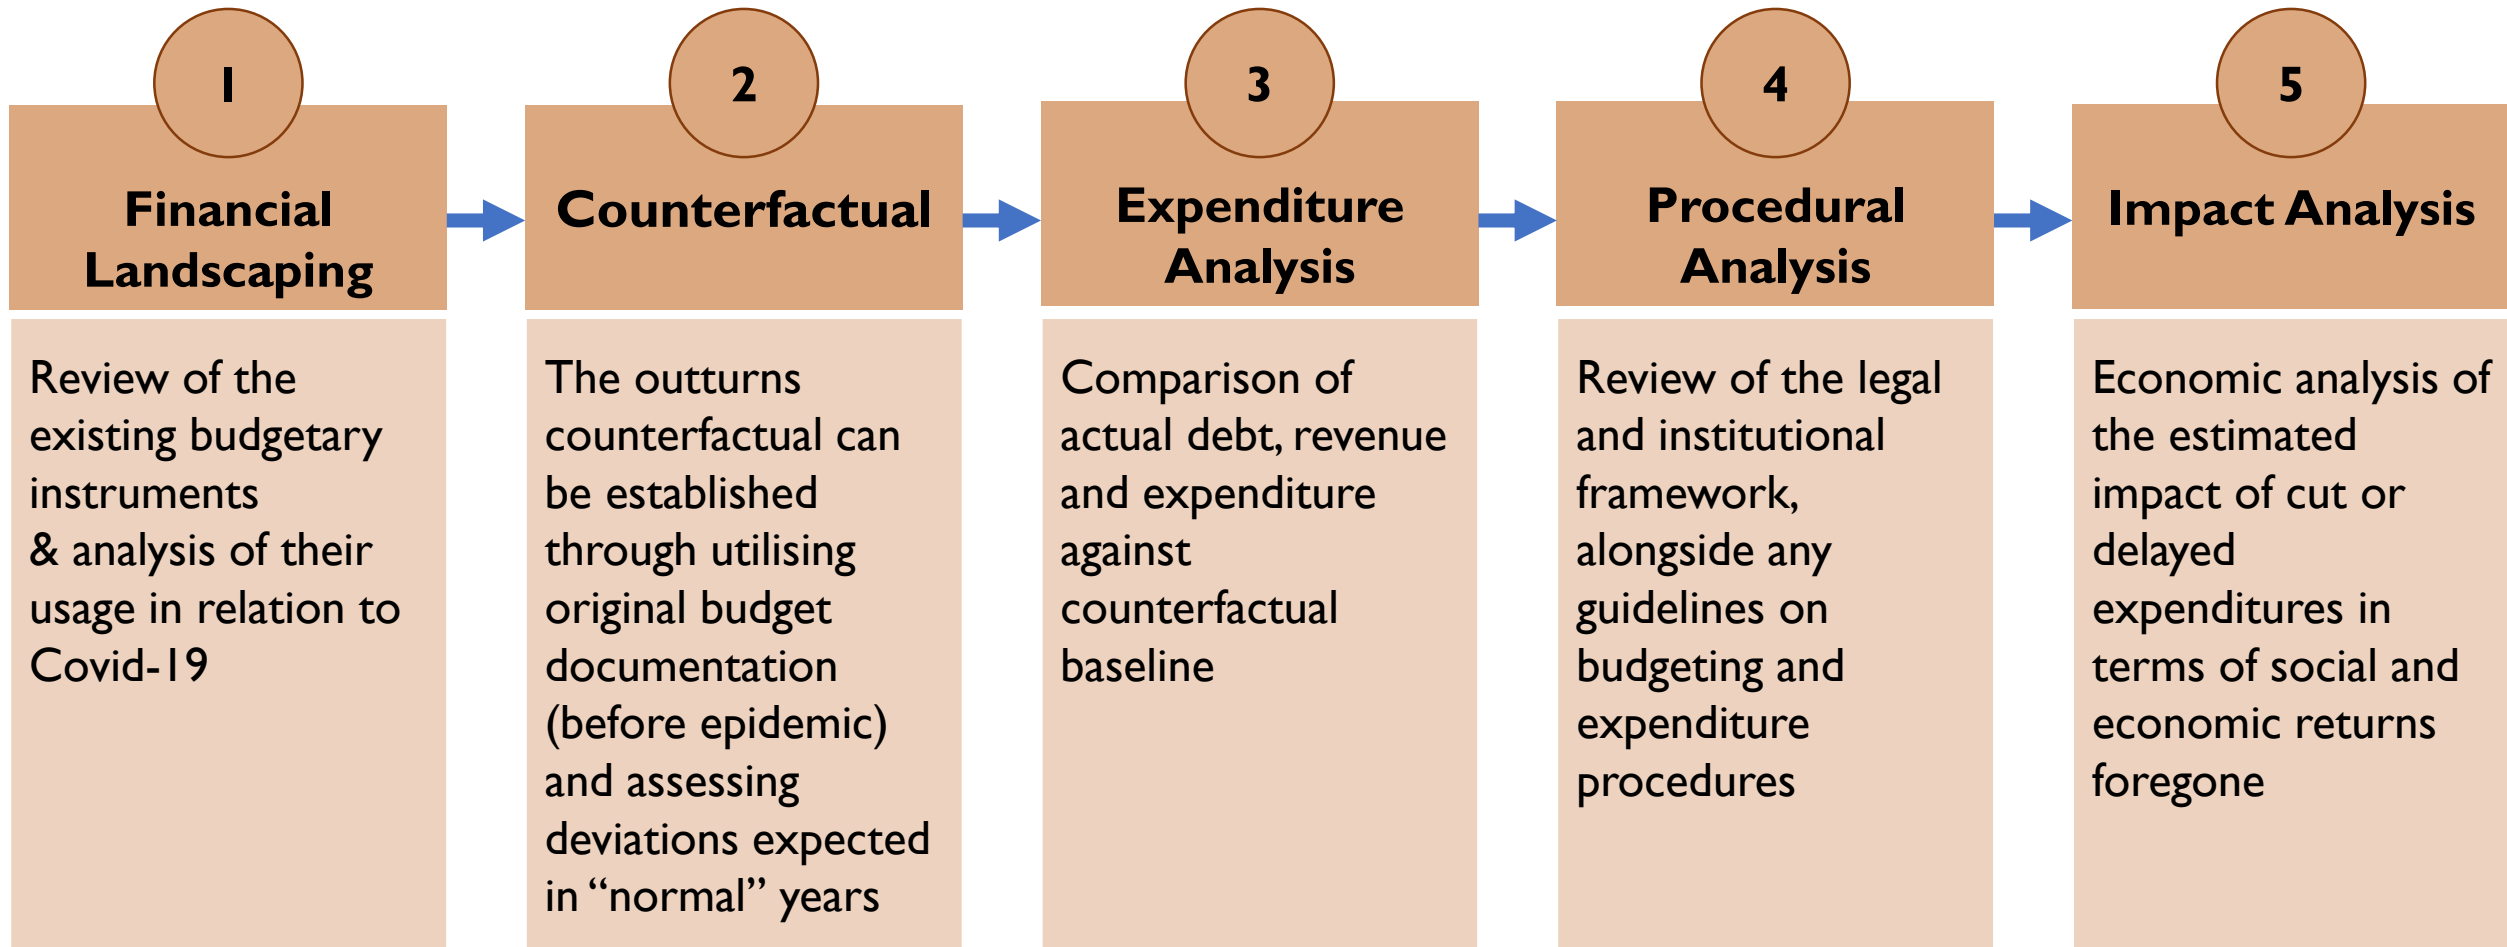 1
Financial
Landscaping
Review of the
existing budgetary
instruments
& analysis of their
usage in relation to
Covid-19
2
Counterfactual
The outturns
counterfactual can
be established
through utilising
original budget
documentation
(before epidemic)
and assessing
deviations expected
in “normal” years
3
Expenditure
Analysis
Comparison of
actual debt, revenue
and expenditure
against
counterfactual
baseline
4
Procedural
Analysis
Review of the legal
and institutional
framework,
alongside any
guidelines on
budgeting and
expenditure
procedures
5
Impact Analysis
Economic analysis of
the estimated
impact of cut or
delayed
expenditures in
terms of social and
economic returns
foregone